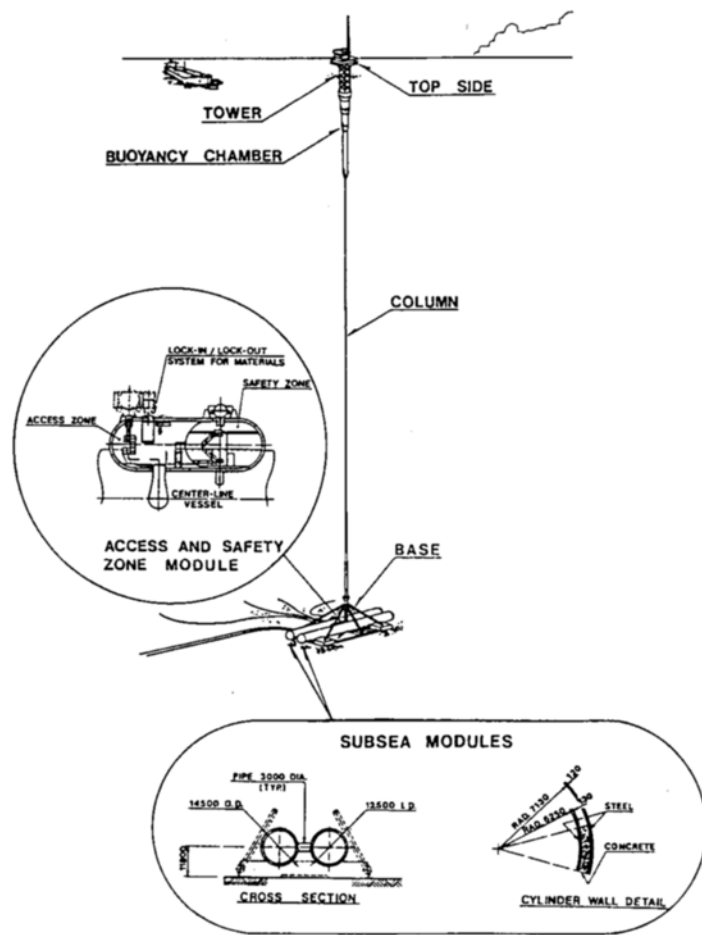 TOP SIDE
TOWER
BUOYANCY CHAMBER
COLUMN
LOCK-IN / LOCK-OUT
SYSTEM FOR MATERIALS
SAFETY ZONE
ACCESS ZONE
CENTER-LINE
VESSEL
ACCESS AND SAFETY
ZONE MODULE
BASE
SUBSEA MODULES
PIPE 3000 DIA.
(TYP.)
14500 O.D.
12500 I.D.
CROSS SECTION
RAD. 7130
120
RAD 6250
STEEL
CONCRETE
CYLINDER WALL DETAIL